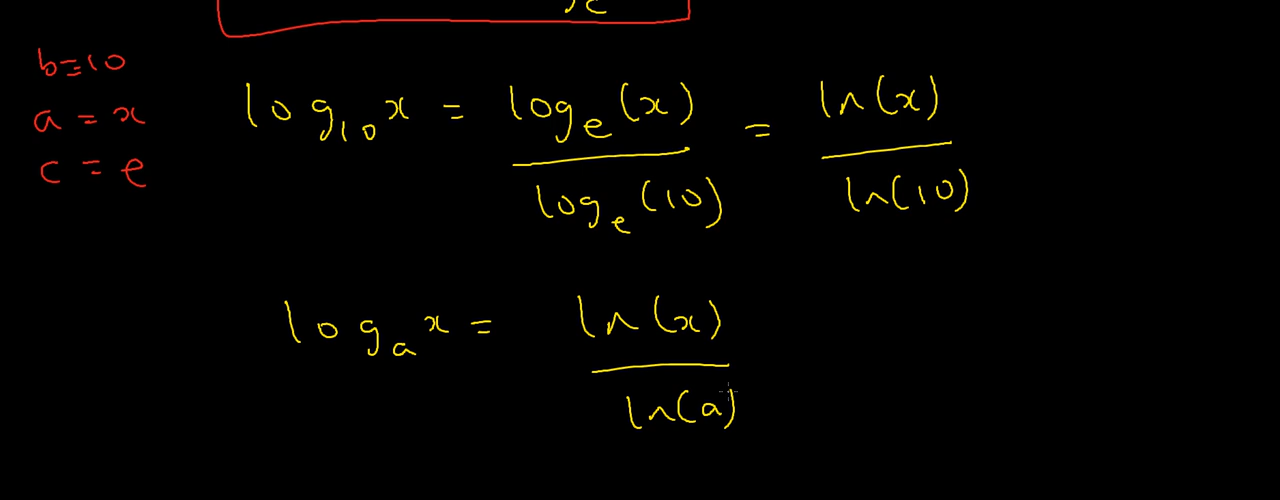 b=10
a = x
c = e
log₁₀x = logₑ(x) / logₑ(10) = ln(x) / ln(10)
logₐx = ln(x) / ln(a)